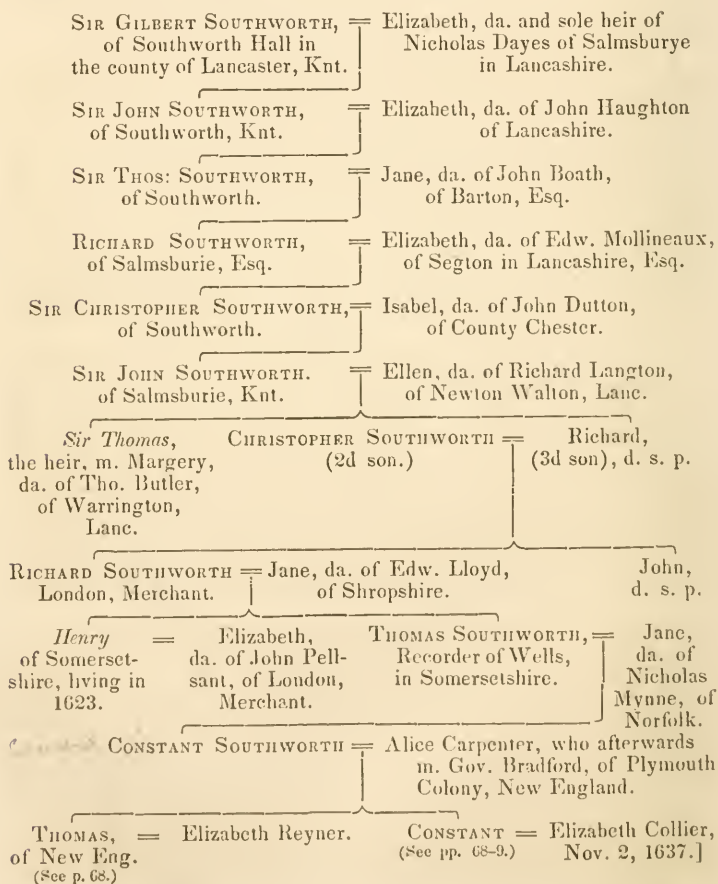 SIR GILBERT SOUTHWORTH, = Elizabeth, da. and sole heir of
of Southworth Hall in Nicholas Dayes of Salmsburye
the county of Lancaster, Knt. in Lancashire.
SIR JOHN SOUTHWORTH, = Elizabeth, da. of John Haughton
of Southworth, Knt. of Lancashire.
SIR THOS: SOUTHWORTH, = Jane, da. of John Boath,
of Southworth. of Barton, Esq.
RICHARD SOUTHWORTH, = Elizabeth, da. of Edw. Mollineaux,
of Salmsburie, Esq. of Segton in Lancashire, Esq.
SIR CHRISTOPHER SOUTHWORTH, = Isabel, da. of John Dutton,
of Southworth. of County Chester.
SIR JOHN SOUTHWORTH. = Ellen, da. of Richard Langton,
of Salmsburie, Knt. of Newton Walton, Lanc.
Sir Thomas, CHRISTOPHER SOUTHWORTH = Richard,
the heir, m. Margery, (2d son.) (3d son), d. s. p.
da. of Tho. Butler,
of Warrington,
Lanc.
RICHARD SOUTHWORTH = Jane, da. of Edw. Lloyd, John,
London, Merchant. of Shropshire. d. s. p.
Henry = Elizabeth, THOMAS SOUTHWORTH, = Jane,
of Somerset- da. of John Pell- Recorder of Wells, da. of
shire, living in sant, of London, in Somersetshire. Nicholas
1623. Merchant. Mynne, of
Norfolk.
CONSTANT SOUTHWORTH = Alice Carpenter, who afterwards
m. Gov. Bradford, of Plymouth
Colony, New England.
THOMAS, = Elizabeth Reyner. CONSTANT = Elizabeth Collier,
of New Eng. (See pp. 68-9.) Nov. 2, 1637.]
(See p. 68.)